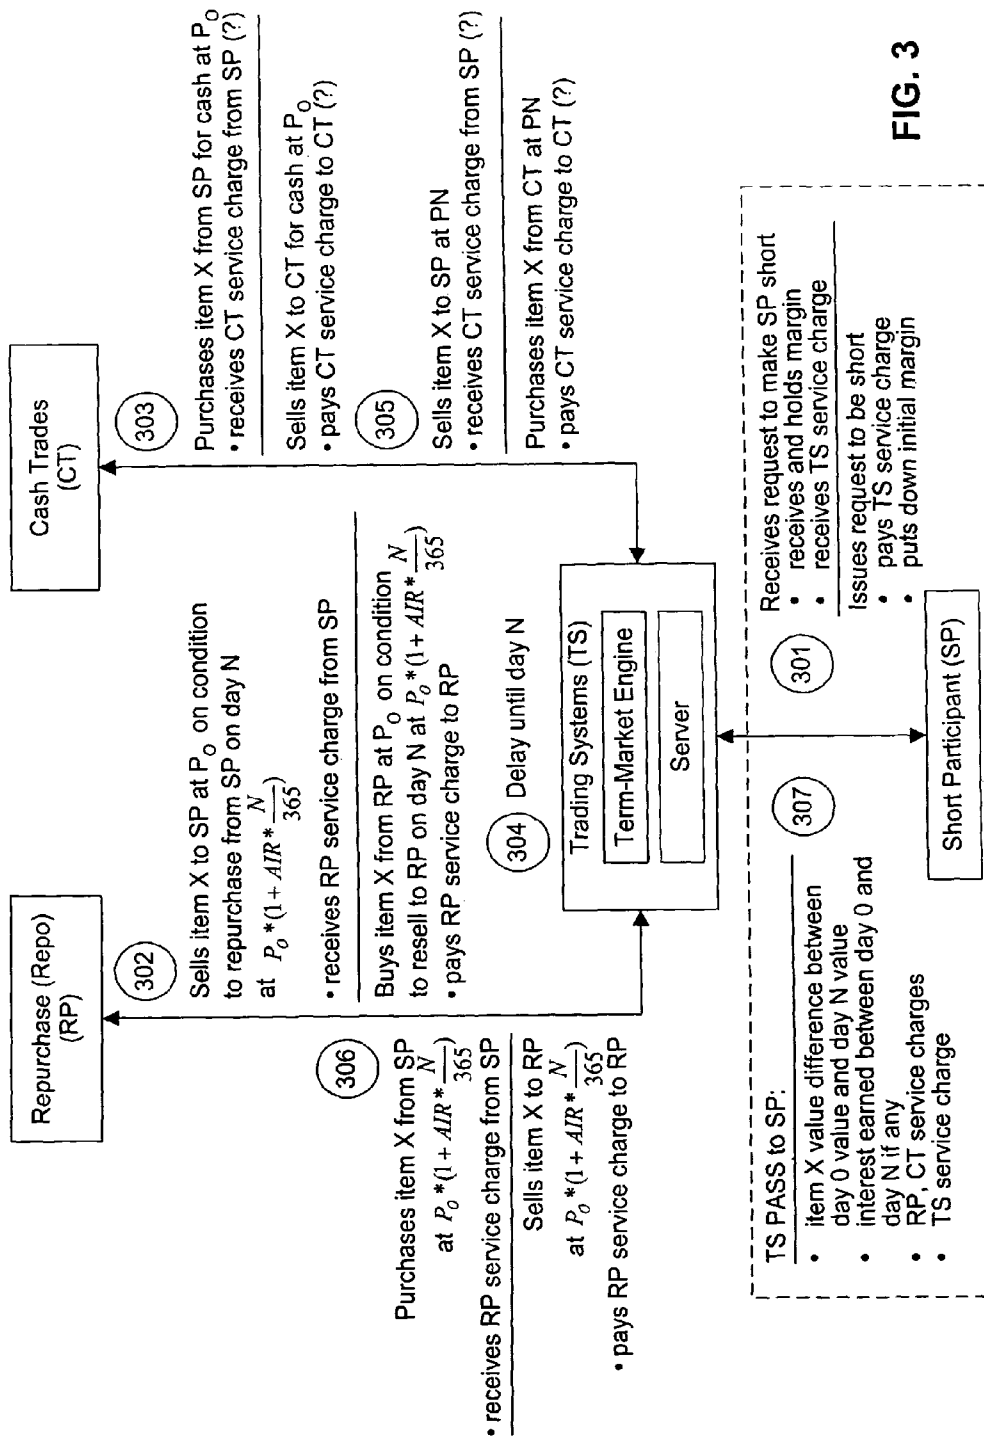 Repurchase (Repo)
(RP)
Cash Trades
(CT)
302
Sells item X to SP at P_O on condition
to repurchase from SP on day N
at P_o *(1 + AIR * N/365)
• receives RP service charge from SP
Buys item X from RP at P_O on condition
to resell to RP on day N at P_o *(1 + AIR * N/365)
• pays RP service charge to RP
303
Purchases item X from SP for cash at P_O
• receives CT service charge from SP (?)
Sells item X to CT for cash at P_O
• pays CT service charge to CT (?)
306
Purchases item X from SP
at P_o *(1 + AIR * N/365)
• receives RP service charge from SP
Sells item X to RP
at P_o *(1 + AIR * N/365)
• pays RP service charge to RP
304
Delay until day N
305
Sells item X to SP at PN
• receives CT service charge from SP (?)
Purchases item X from CT at PN
• pays CT service charge to CT (?)
Trading Systems (TS)
Term-Market Engine
Server
307
TS PASS to SP:
• item X value difference between
day 0 value and day N value
• interest earned between day 0 and
day N if any
• RP, CT service charges
• TS service charge
301
Receives request to make SP short
• receives and holds margin
• receives TS service charge
Issues request to be short
• pays TS service charge
• puts down initial margin
Short Participant (SP)
FIG. 3